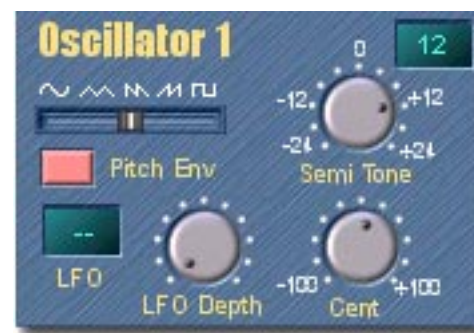 Oscillator 1
12
0
-12
+12
-24
+24
Semi Tone
Pitch Env
--
LFO
LFO Depth
-100
+100
Cent